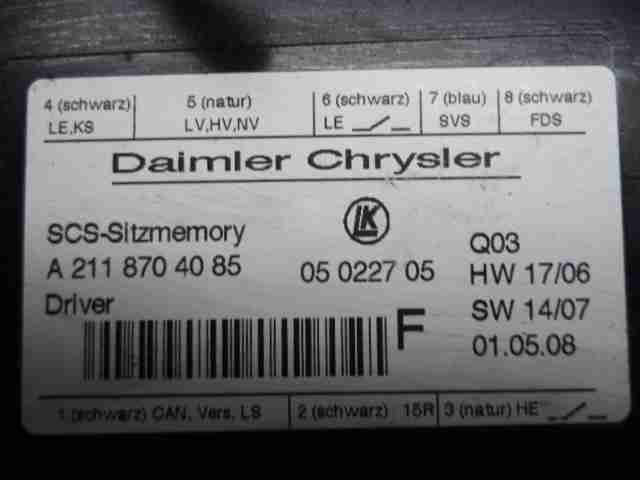 4 (schwarz) 5 (natur) 6 (schwarz) 7 (blau) 8 (schwarz)
LE,KS LV,HV,NV LE SVS FDS
Daimler Chrysler
LK
SCS-Sitzmemory Q03
A 211 870 40 85 05 0227 05 HW 17/06
Driver SW 14/07
F 01.05.08
1 (schwarz) CAN, Vers, LS 2 (schwarz) 15R 3 (natur) HE